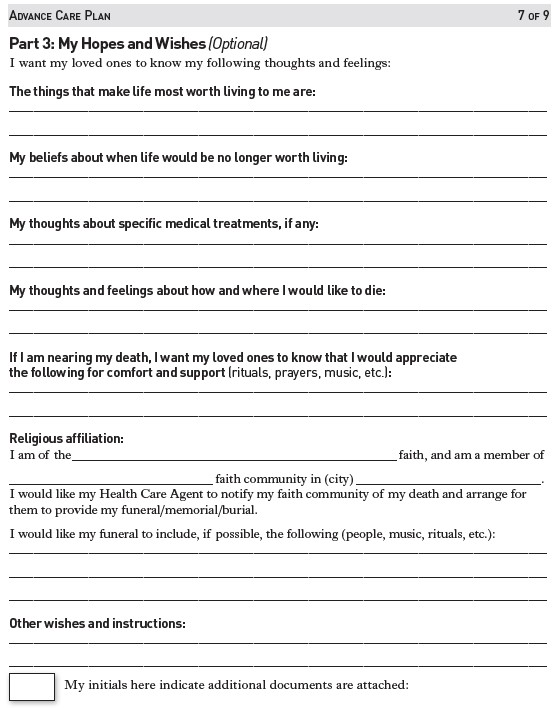 ADVANCE CARE PLAN 7 OF 9
Part 3: My Hopes and Wishes (Optional)
I want my loved ones to know my following thoughts and feelings:
The things that make life most worth living to me are:
My beliefs about when life would be no longer worth living:
My thoughts about specific medical treatments, if any:
My thoughts and feelings about how and where I would like to die:
If I am nearing my death, I want my loved ones to know that I would appreciate
the following for comfort and support (rituals, prayers, music, etc.):
Religious affiliation:
I am of the faith, and am a member of
faith community in (city) .
I would like my Health Care Agent to notify my faith community of my death and arrange for
them to provide my funeral/memorial/burial.
I would like my funeral to include, if possible, the following (people, music, rituals, etc.):
Other wishes and instructions:
My initials here indicate additional documents are attached: